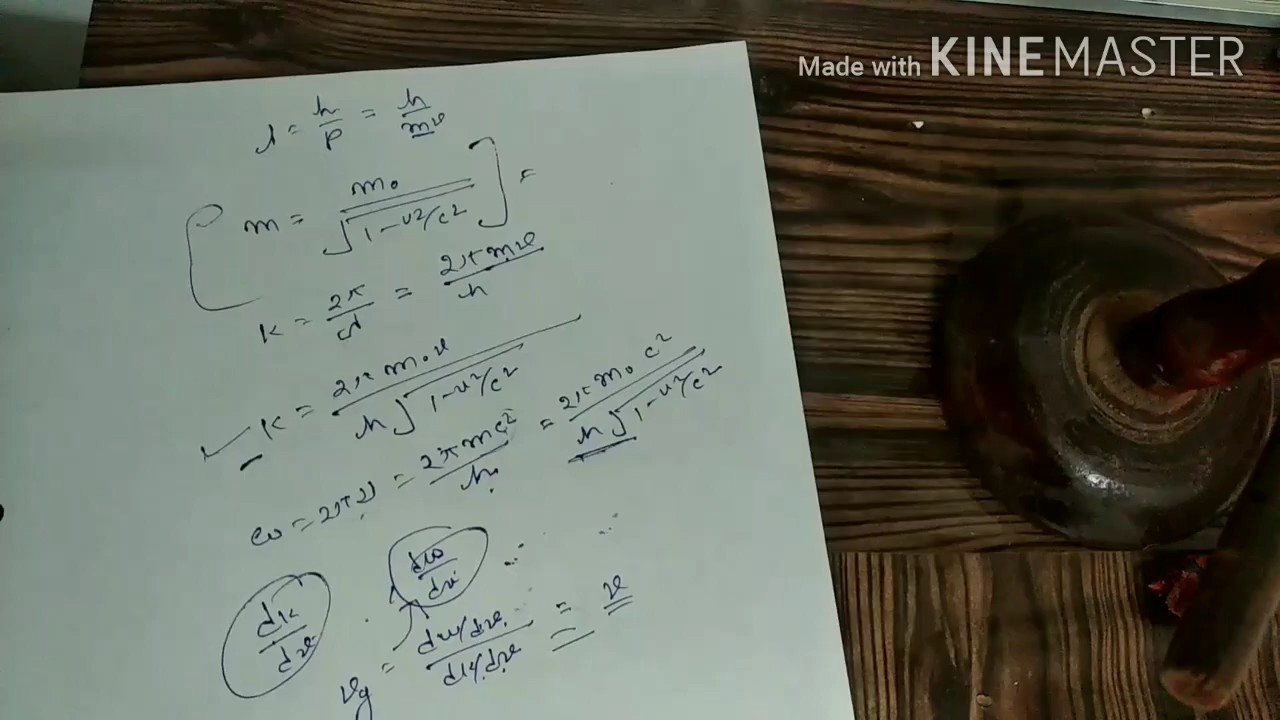 Made with KINEMASTER
λ = h/p = h/mv
[ m = m₀/√(1-v²/c²) ] =
K = 2π/λ = 2πmv/h
✓ K = 2πm₀v/h√(1-v²/c²)
ω = 2πν = 2πmc²/h = 2πm₀c²/h√(1-v²/c²)
dk/dv dω/dv
vg = dω/dv/dk/dv = v